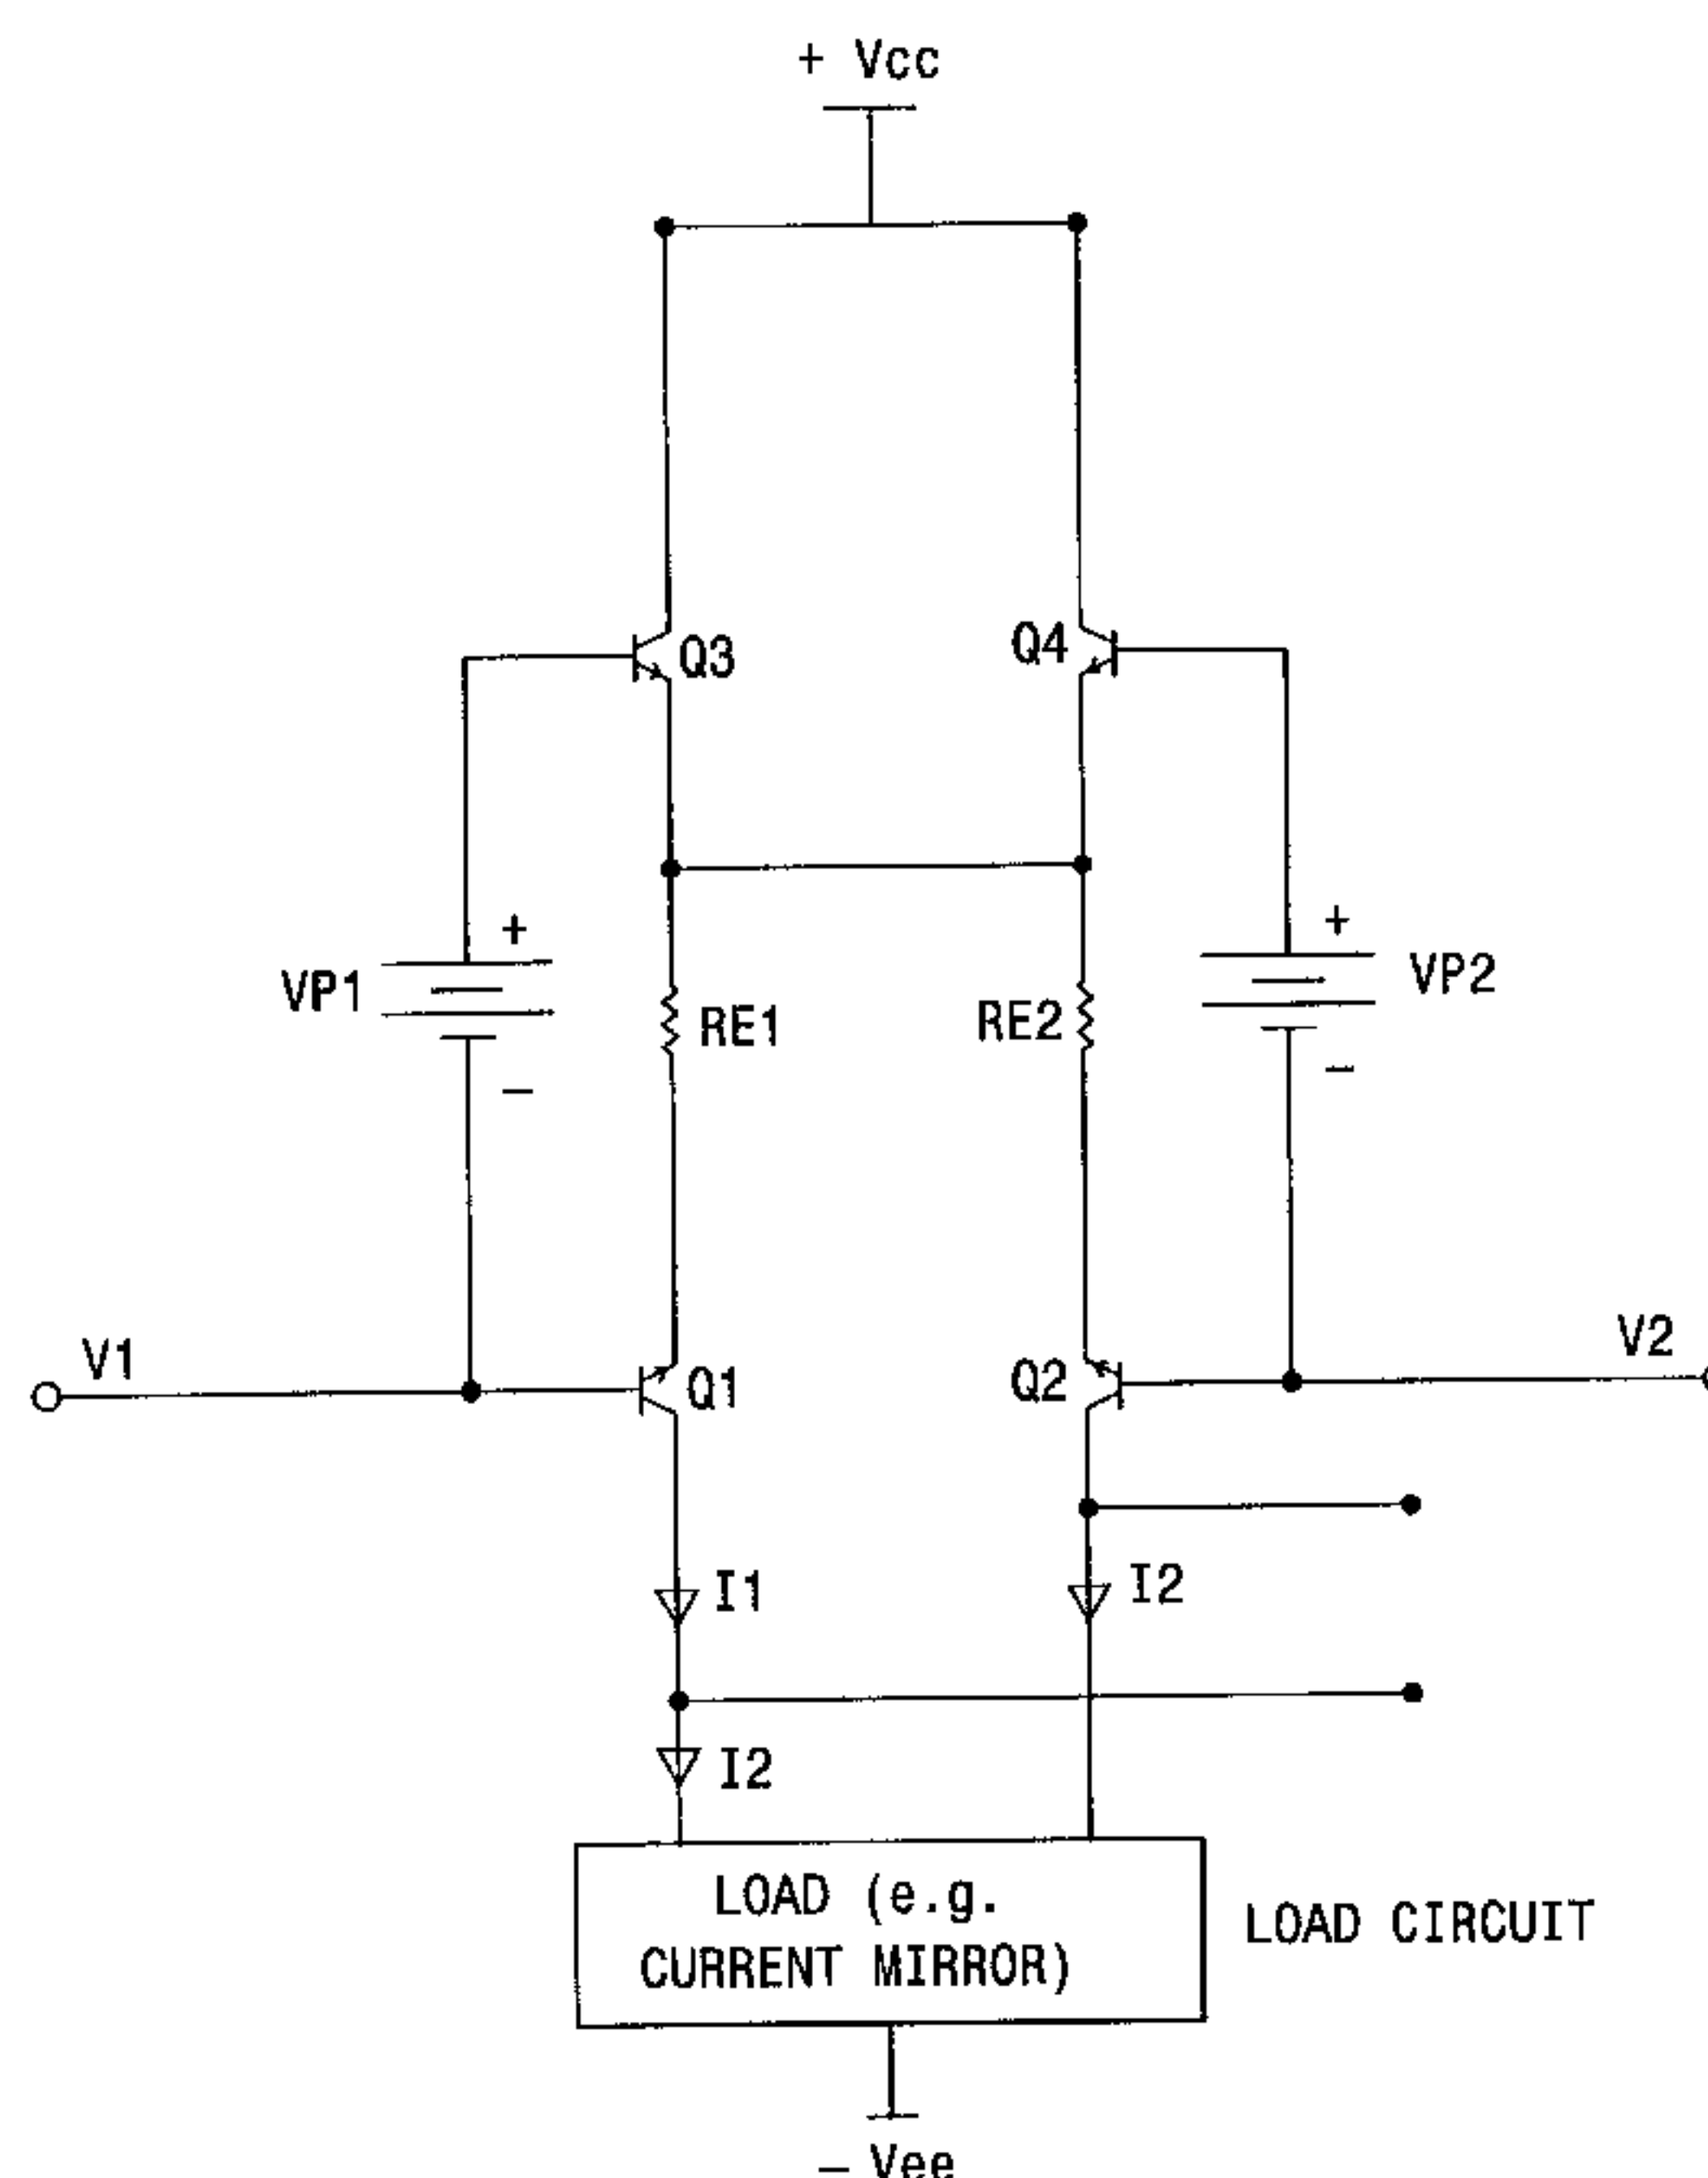 + Vcc
Q3
Q4
+
+
VP1
RE1
RE2
VP2
−
−
V1
V2
Q1
Q2
I1
I2
I2
LOAD (e.g.
CURRENT MIRROR)
LOAD CIRCUIT
− Vee